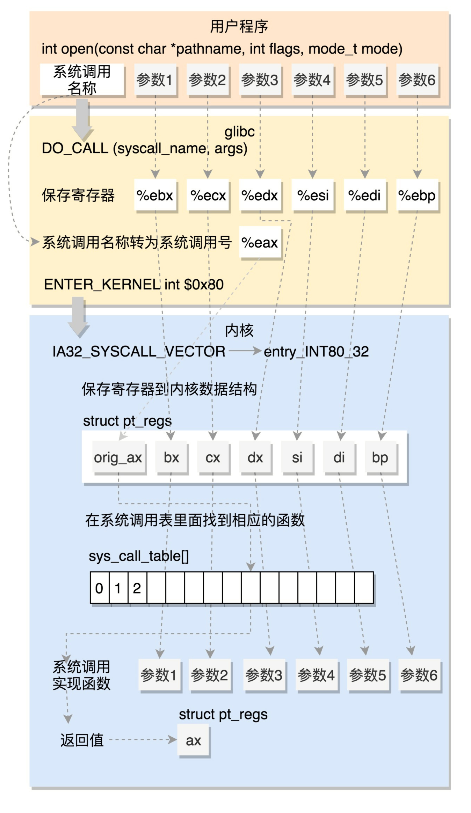 用户程序
int open(const char *pathname, int flags, mode_t mode)
系统调用
名称
参数1 参数2 参数3 参数4 参数5 参数6
glibc
DO_CALL (syscall_name, args)
保存寄存器 %ebx %ecx %edx %esi %edi %ebp
系统调用名称转为系统调用号 %eax
ENTER_KERNEL int $0x80
内核
IA32_SYSCALL_VECTOR entry_INT80_32
保存寄存器到内核数据结构
struct pt_regs
orig_ax bx cx dx si di bp
在系统调用表里面找到相应的函数
sys_call_table[]
0 1 2
系统调用
实现函数
参数1 参数2 参数3 参数4 参数5 参数6
struct pt_regs
返回值 ax